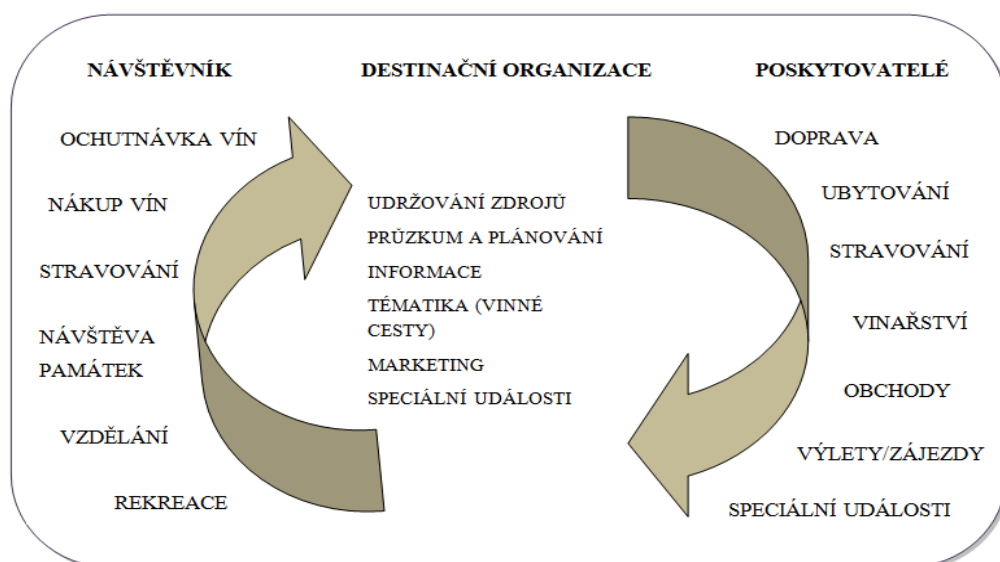 NÁVŠTĚVNÍK
DESTINAČNÍ ORGANIZACE
POSKYTOVATELÉ
OCHUTNÁVKA VÍN
NÁKUP VÍN
STRAVOVÁNÍ
NÁVŠTĚVA
PAMÁTEK
VZDĚLÁNÍ
REKREACE
UDRŽOVÁNÍ ZDROJŮ
PRŮZKUM A PLÁNOVÁNÍ
INFORMACE
TÉMATIKA (VINNÉ
CESTY)
MARKETING
SPECIÁLNÍ UDÁLOSTI
DOPRAVA
UBYTOVÁNÍ
STRAVOVÁNÍ
VINAŘSTVÍ
OBCHODY
VÝLETY/ZÁJEZDY
SPECIÁLNÍ UDÁLOSTI